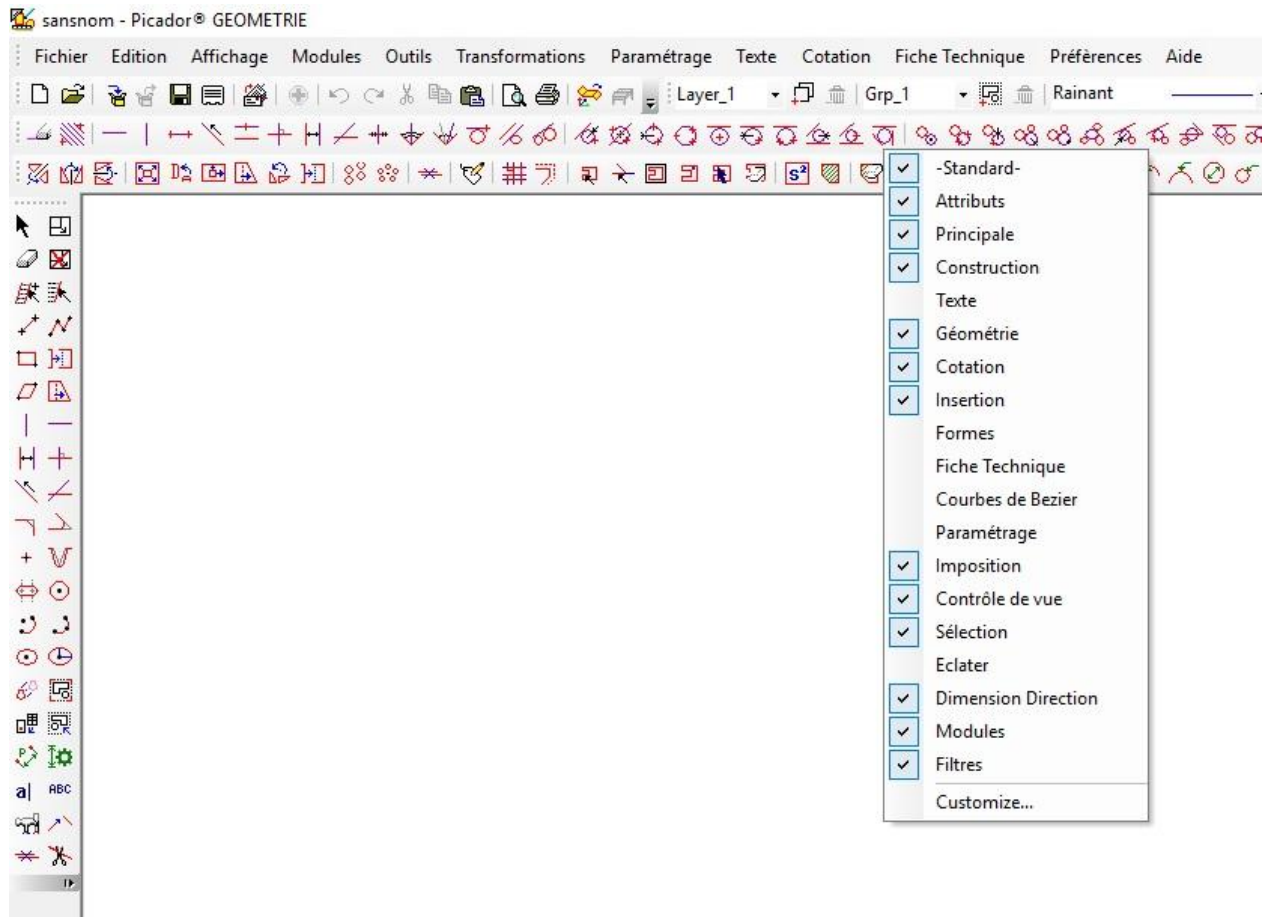 sansnom - Picador® GEOMETRIE
Fichier Edition Affichage Modules Outils Transformations Paramétrage Texte Cotation Fiche Technique Préfèrences Aide
Layer_1 Grp_1 Rainant
S²
-Standard-
Attributs
Principale
Construction
Texte
Géométrie
Cotation
Insertion
Formes
Fiche Technique
Courbes de Bezier
Paramétrage
Imposition
Contrôle de vue
Sélection
Eclater
Dimension Direction
Modules
Filtres
Customize...
a| ABC